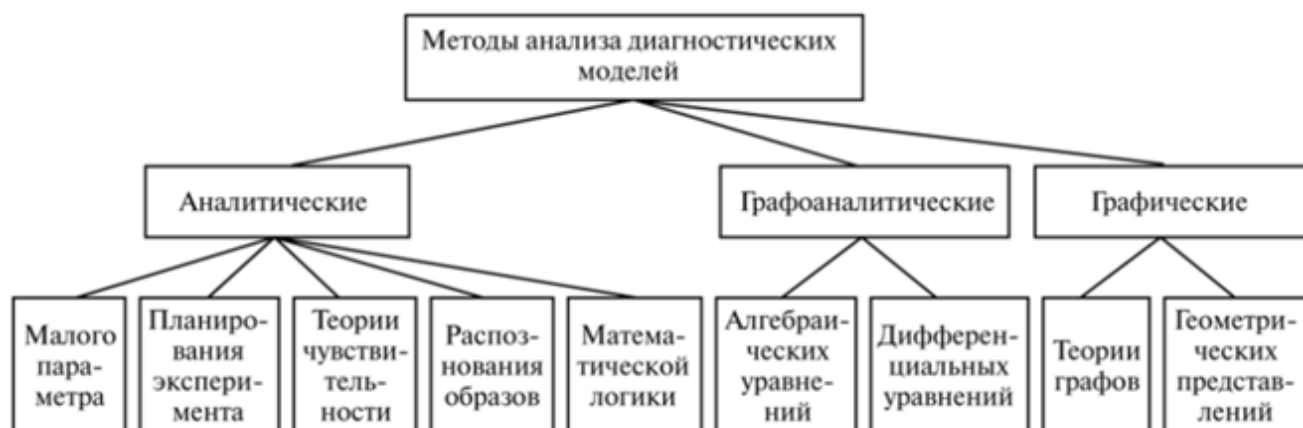 Методы анализа диагностических
моделей
Аналитические
Графоаналитические
Графические
Малого
пара-
метра
Планиро-
вания
экспери-
мента
Теории
чувстви-
тель-
ности
Распоз-
нования
образов
Матема-
тической
логики
Алгебраи-
ческих
уравне-
ний
Дифферен-
циальных
уравнений
Теории
графов
Геометри-
ческих
представ-
лений